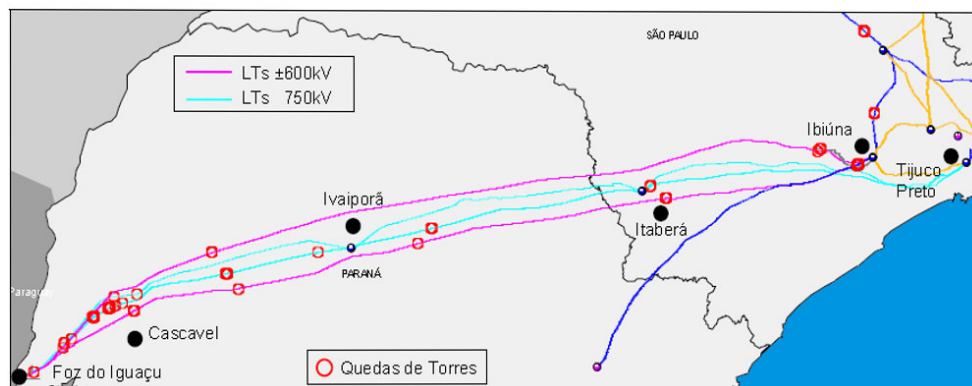 SÃO PAULO
LTs ±600kV
LTs 750kV
Ibiúna
Tijuco
Preto
Ivaiporã
Itaberá
PARANÁ
Paraguay
Cascavel
Foz do Iguaçu
Quedas de Torres